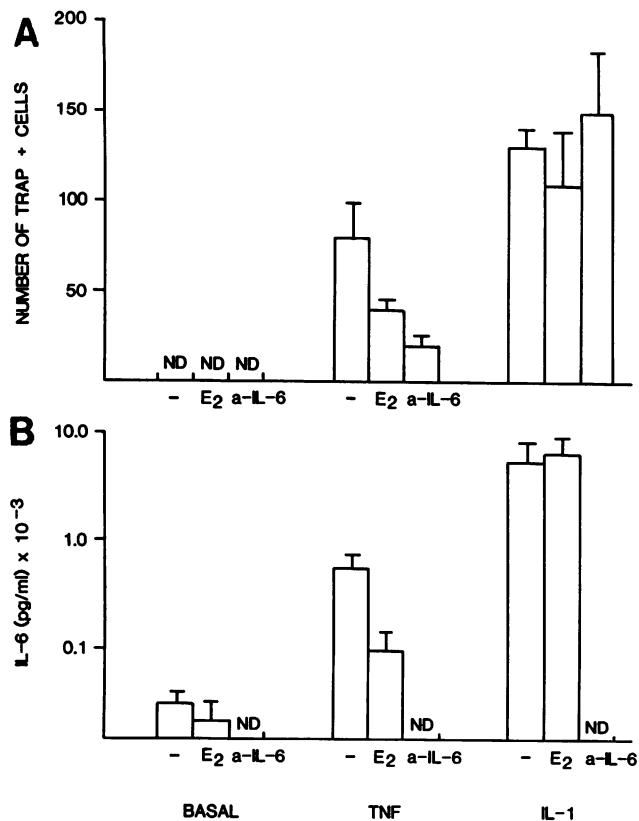 A
NUMBER OF TRAP + CELLS
200
150
100
50
ND ND ND
- E2 a-IL-6 - E2 a-IL-6
B
IL-6 (pg/ml) x 10⁻³
10.0
1.0
0.1
ND ND ND
- E2 a-IL-6 - E2 a-IL-6 - E2 a-IL-6
BASAL TNF IL-1